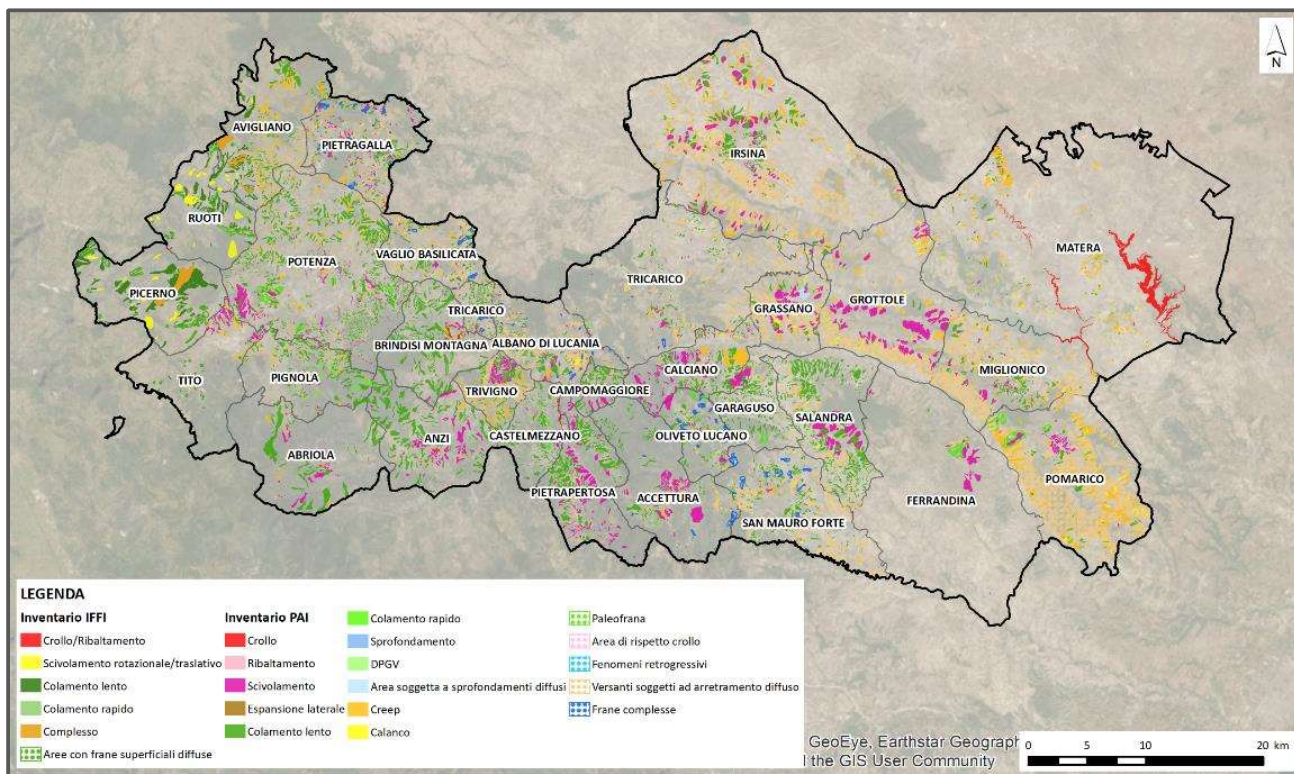 N
AVIGLIANO
PIETRAGALLA
IRSINA
RUOTI
MATERA
VAGLIO BASILICATA
POTENZA
TRICARICO
PICERNO
GRASSANO
GROTTOLE
TRICARICO
BRINDISI MONTAGNA
ALBANO DI LUCANIA
CALCIANO
MIGLIONICO
TITO
PIGNOLA
TRIVIGNO
CAMPOMAGGIORE
GARAGUSO
SALANDRA
ANZI
CASTELMEZZANO
OLIVETO LUCANO
ABRIOLA
POMARICO
PIETRAPERTOSA
ACCETTURA
FERRANDINA
SAN MAURO FORTE
LEGENDA
Inventario IFFI
Crollo/Ribaltamento
Scivolamento rotazionale/traslativo
Colamento lento
Colamento rapido
Complesso
Aree con frane superficiali diffuse
Inventario PAI
Crollo
Ribaltamento
Scivolamento
Espansione laterale
Colamento lento
Colamento rapido
Sprofondamento
DPGV
Area soggetta a sprofondamenti diffusi
Creep
Calanco
Paleofrana
Area di rispetto crollo
Fenomeni retrogressivi
Versanti soggetti ad arretramento diffuso
Frane complesse
GeoEye, Earthstar Geograph
the GIS User Community
0 5 10 20 km